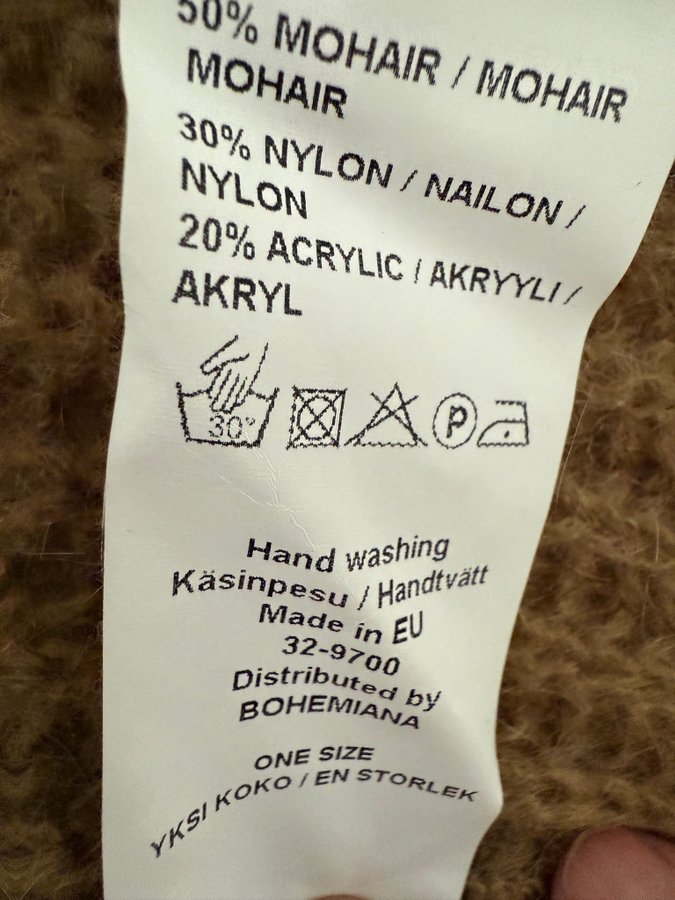 50% MOHAIR / MOHAIR
MOHAIR
30% NYLON / NAILON /
NYLON
20% ACRYLIC / AKRYYLI /
AKRYL
30°
P
Hand washing
Käsinpesu / Handtvätt
Made in EU
32-9700
Distributed by
BOHEMIANA
ONE SIZE
YKSI KOKO / EN STORLEK